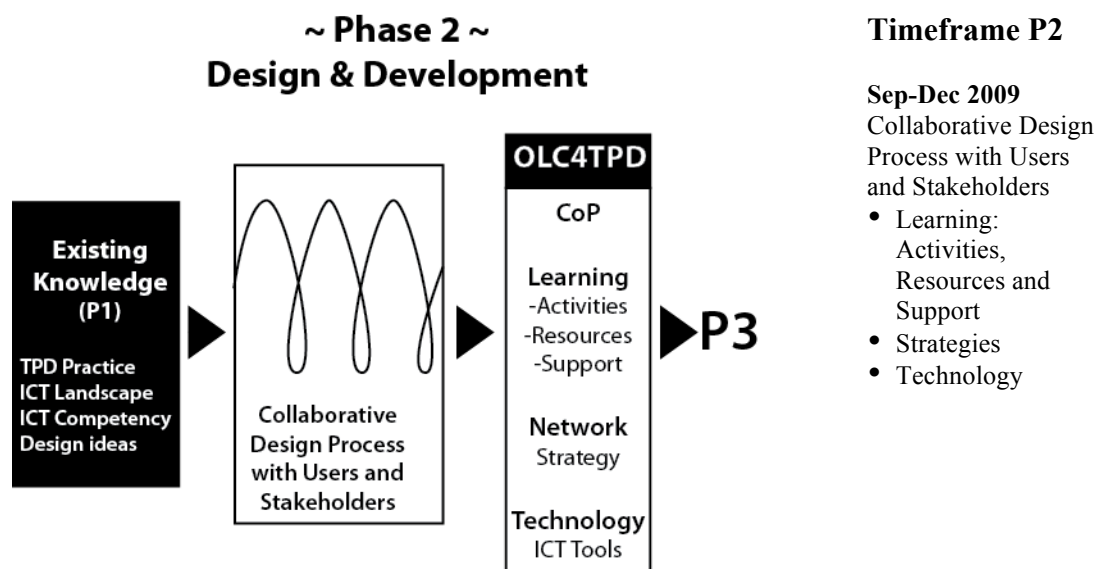 ~ Phase 2 ~
Design & Development
Existing
Knowledge
(P1)
TPD Practice
ICT Landscape
ICT Competency
Design ideas
Collaborative
Design Process
with Users and
Stakeholders
OLC4TPD
CoP
Learning
-Activities
-Resources
-Support
Network
Strategy
Technology
ICT Tools
P3
Timeframe P2
Sep-Dec 2009
Collaborative Design
Process with Users
and Stakeholders
• Learning:
Activities,
Resources and
Support
• Strategies
• Technology